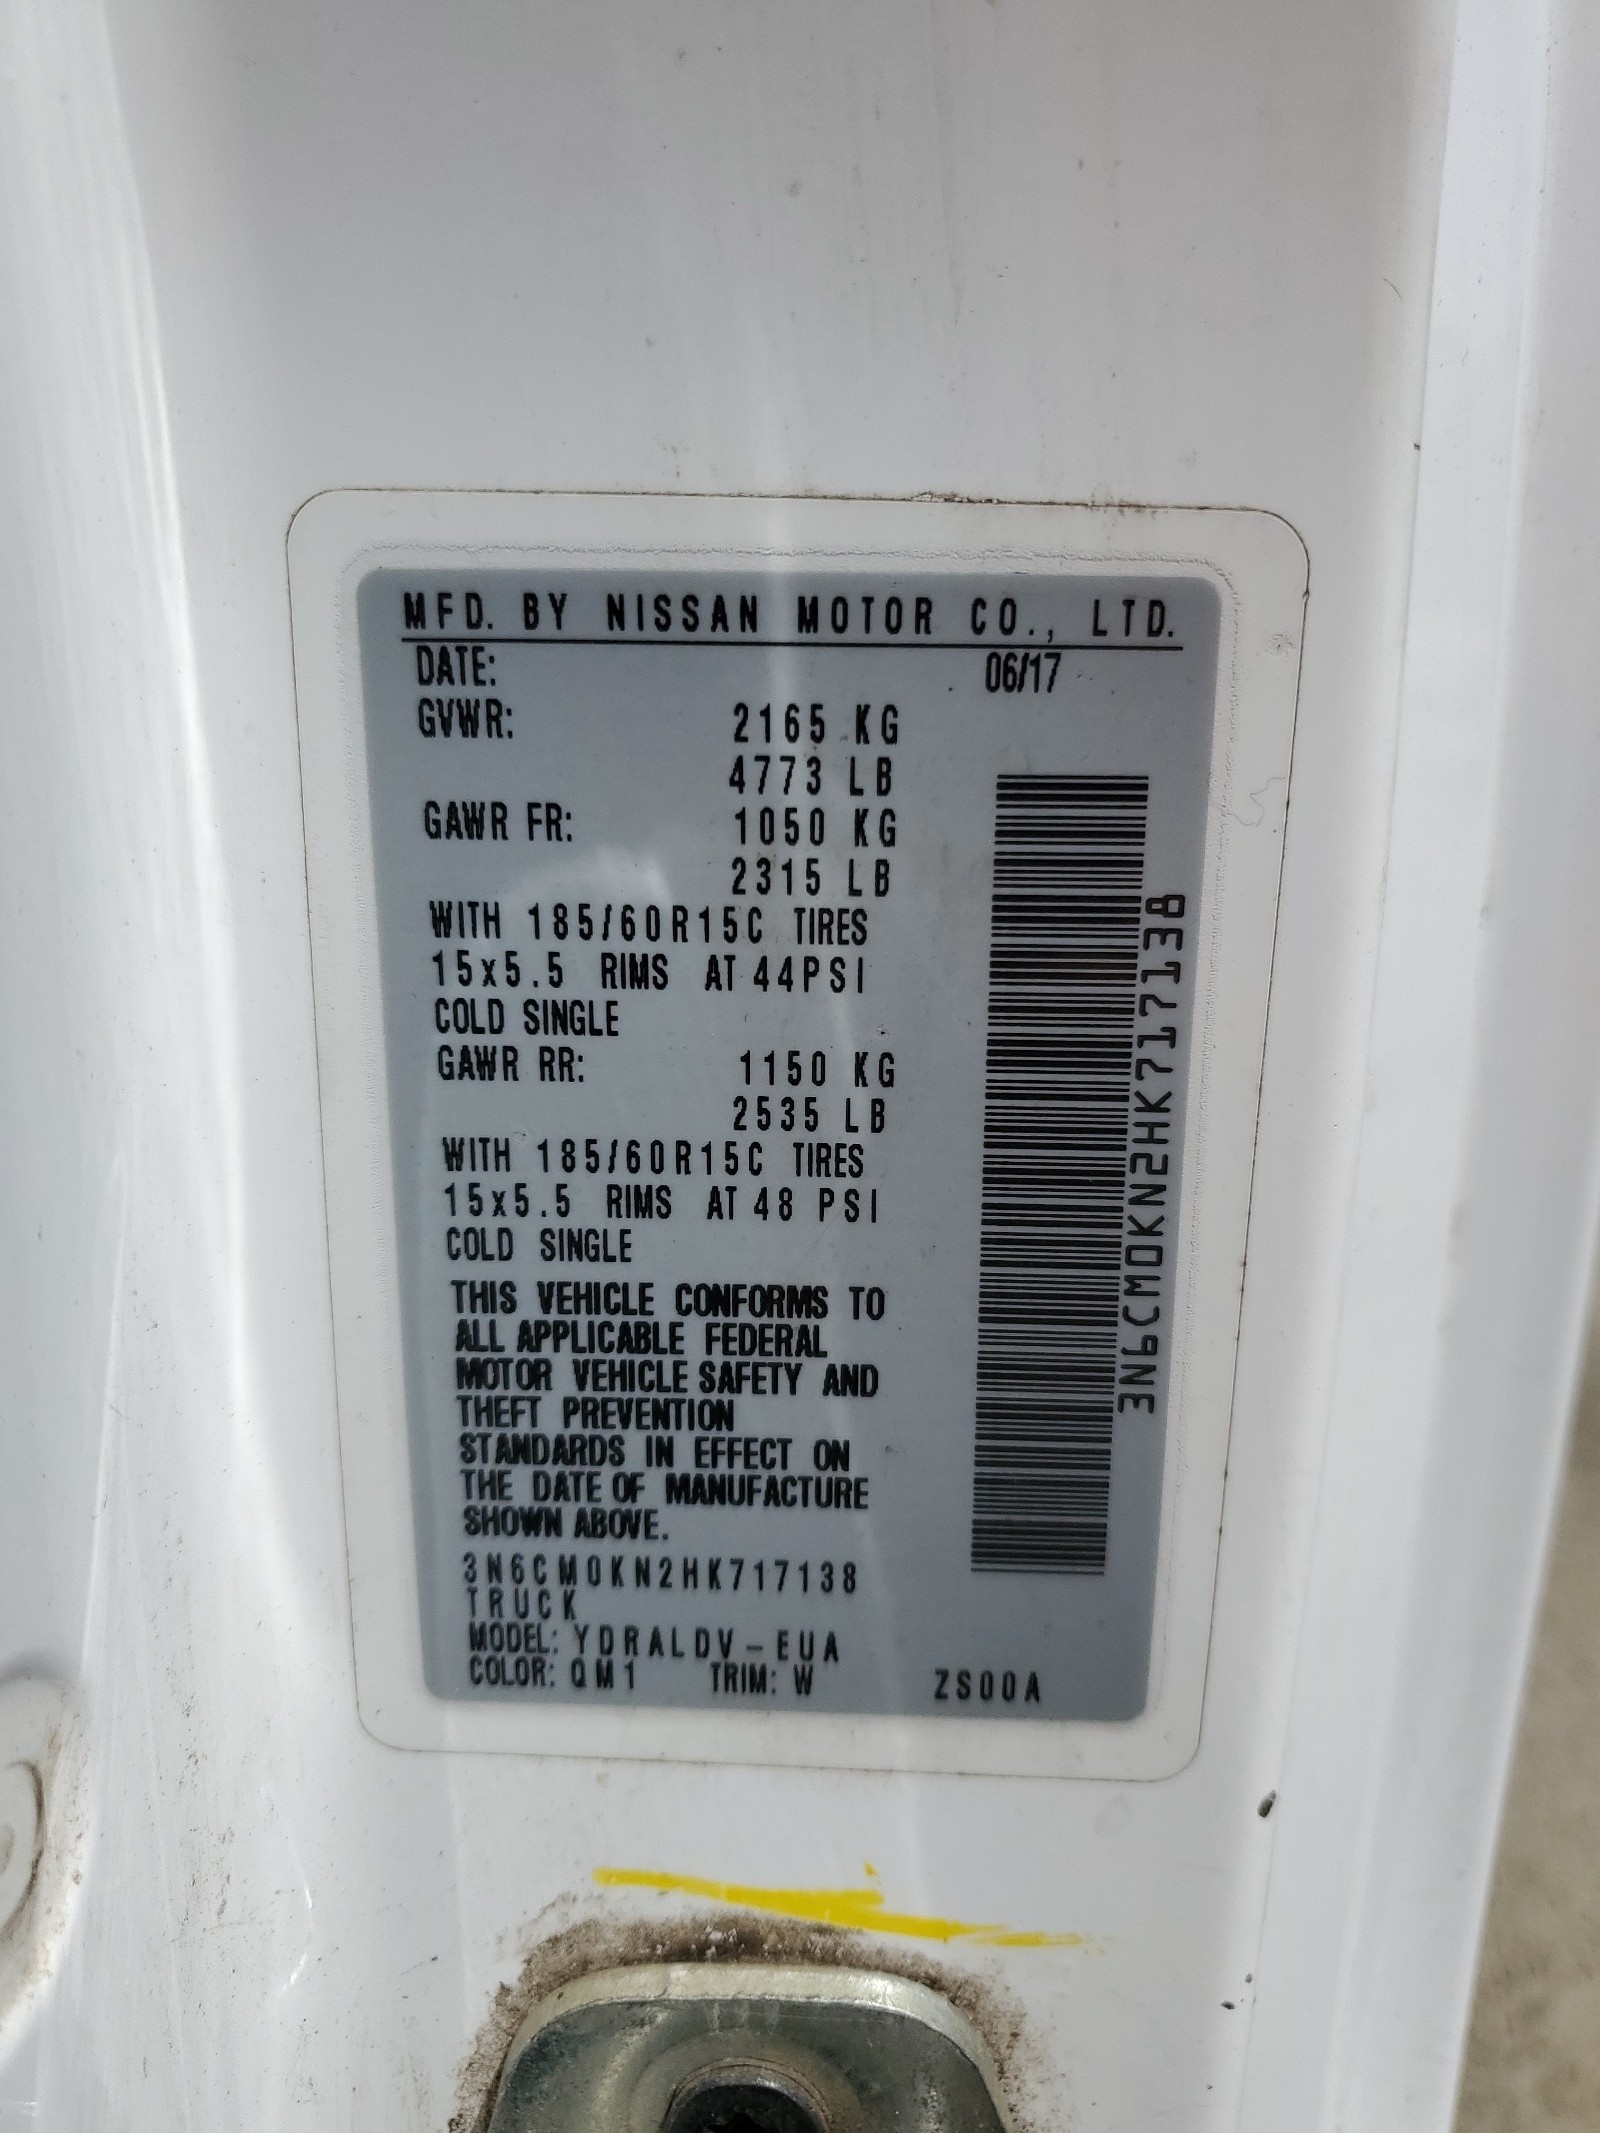 MFD. BY NISSAN MOTOR CO., LTD.
DATE: 06/17
GVWR: 2165 KG
4773 LB
GAWR FR: 1050 KG
2315 LB
WITH 185/60R15C TIRES
15x5.5 RIMS AT 44PSI
COLD SINGLE
GAWR RR: 1150 KG
2535 LB
WITH 185/60R15C TIRES
15x5.5 RIMS AT 48 PSI
COLD SINGLE
THIS VEHICLE CONFORMS TO
ALL APPLICABLE FEDERAL
MOTOR VEHICLE SAFETY AND
THEFT PREVENTION
STANDARDS IN EFFECT ON
THE DATE OF MANUFACTURE
SHOWN ABOVE.
3N6CM0KN2HK717138
TRUCK
MODEL: YDRALDV-EUA
COLOR: QM1 TRIM: W ZS00A
3N6CM0KN2HK717138